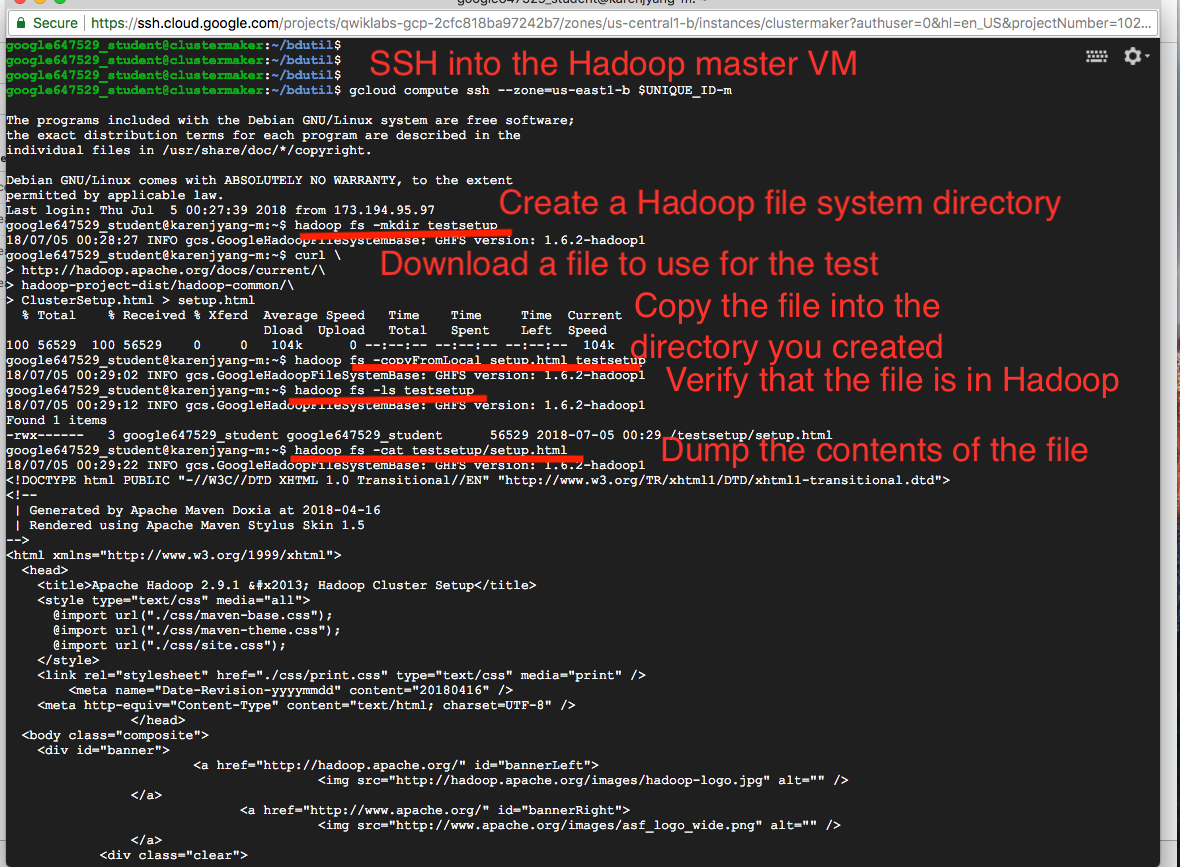 google647529_student@karenjyang-m: ~
Secure | https://ssh.cloud.google.com/projects/qwiklabs-gcp-2cfc818ba97242b7/zones/us-central1-b/instances/clustermaker?authuser=0&hl=en_US&projectNumber=102...
google647529_student@clustermaker:~/bdutil$
google647529_student@clustermaker:~/bdutil$
SSH into the Hadoop master VM
google647529_student@clustermaker:~/bdutil$
google647529_student@clustermaker:~/bdutil$ gcloud compute ssh --zone=us-east1-b $UNIQUE_ID-m
The programs included with the Debian GNU/Linux system are free software;
the exact distribution terms for each program are described in the
individual files in /usr/share/doc/*/copyright.
Debian GNU/Linux comes with ABSOLUTELY NO WARRANTY, to the extent
permitted by applicable law.
Create a Hadoop file system directory
Last login: Thu Jul  5 00:27:39 2018 from 173.194.95.97
google647529_student@karenjyang-m:~$ hadoop fs -mkdir testsetup
18/07/05 00:28:27 INFO gcs.GoogleHadoopFileSystemBase: GHFS version: 1.6.2-hadoop1
google647529_student@karenjyang-m:~$ curl \
Download a file to use for the test
> http://hadoop.apache.org/docs/current/\
> hadoop-project-dist/hadoop-common/\
> ClusterSetup.html > setup.html
Copy the file into the
% Total    % Received % Xferd  Average Speed   Time    Time     Time  Current
Dload  Upload   Total   Spent    Left  Speed
100 56529  100 56529    0     0   104k      0 --:--:-- --:--:-- --:--:--  104k
directory you created
google647529_student@karenjyang-m:~$ hadoop fs -copyFromLocal setup.html testsetup
18/07/05 00:29:02 INFO gcs.GoogleHadoopFileSystemBase: GHFS version: 1.6.2-hadoop1
Verify that the file is in Hadoop
google647529_student@karenjyang-m:~$ hadoop fs -ls testsetup
18/07/05 00:29:12 INFO gcs.GoogleHadoopFileSystemBase: GHFS version: 1.6.2-hadoop1
Found 1 items
-rwx------   3 google647529_student google647529_student      56529 2018-07-05 00:29 /testsetup/setup.html
google647529_student@karenjyang-m:~$ hadoop fs -cat testsetup/setup.html
Dump the contents of the file
18/07/05 00:29:22 INFO gcs.GoogleHadoopFileSystemBase: GHFS version: 1.6.2-hadoop1
<!DOCTYPE html PUBLIC "-//W3C//DTD XHTML 1.0 Transitional//EN" "http://www.w3.org/TR/xhtml1/DTD/xhtml1-transitional.dtd">
<!--
| Generated by Apache Maven Doxia at 2018-04-16
| Rendered using Apache Maven Stylus Skin 1.5
-->
<html xmlns="http://www.w3.org/1999/xhtml">
<head>
<title>Apache Hadoop 2.9.1 &#x2013; Hadoop Cluster Setup</title>
<style type="text/css" media="all">
@import url("./css/maven-base.css");
@import url("./css/maven-theme.css");
@import url("./css/site.css");
</style>
<link rel="stylesheet" href="./css/print.css" type="text/css" media="print" />
<meta name="Date-Revision-yyyymmdd" content="20180416" />
<meta http-equiv="Content-Type" content="text/html; charset=UTF-8" />
</head>
<body class="composite">
<div id="banner">
<a href="http://hadoop.apache.org/" id="bannerLeft">
<img src="http://hadoop.apache.org/images/hadoop-logo.jpg" alt="" />
</a>
<a href="http://www.apache.org/" id="bannerRight">
<img src="http://www.apache.org/images/asf_logo_wide.png" alt="" />
</a>
<div class="clear">